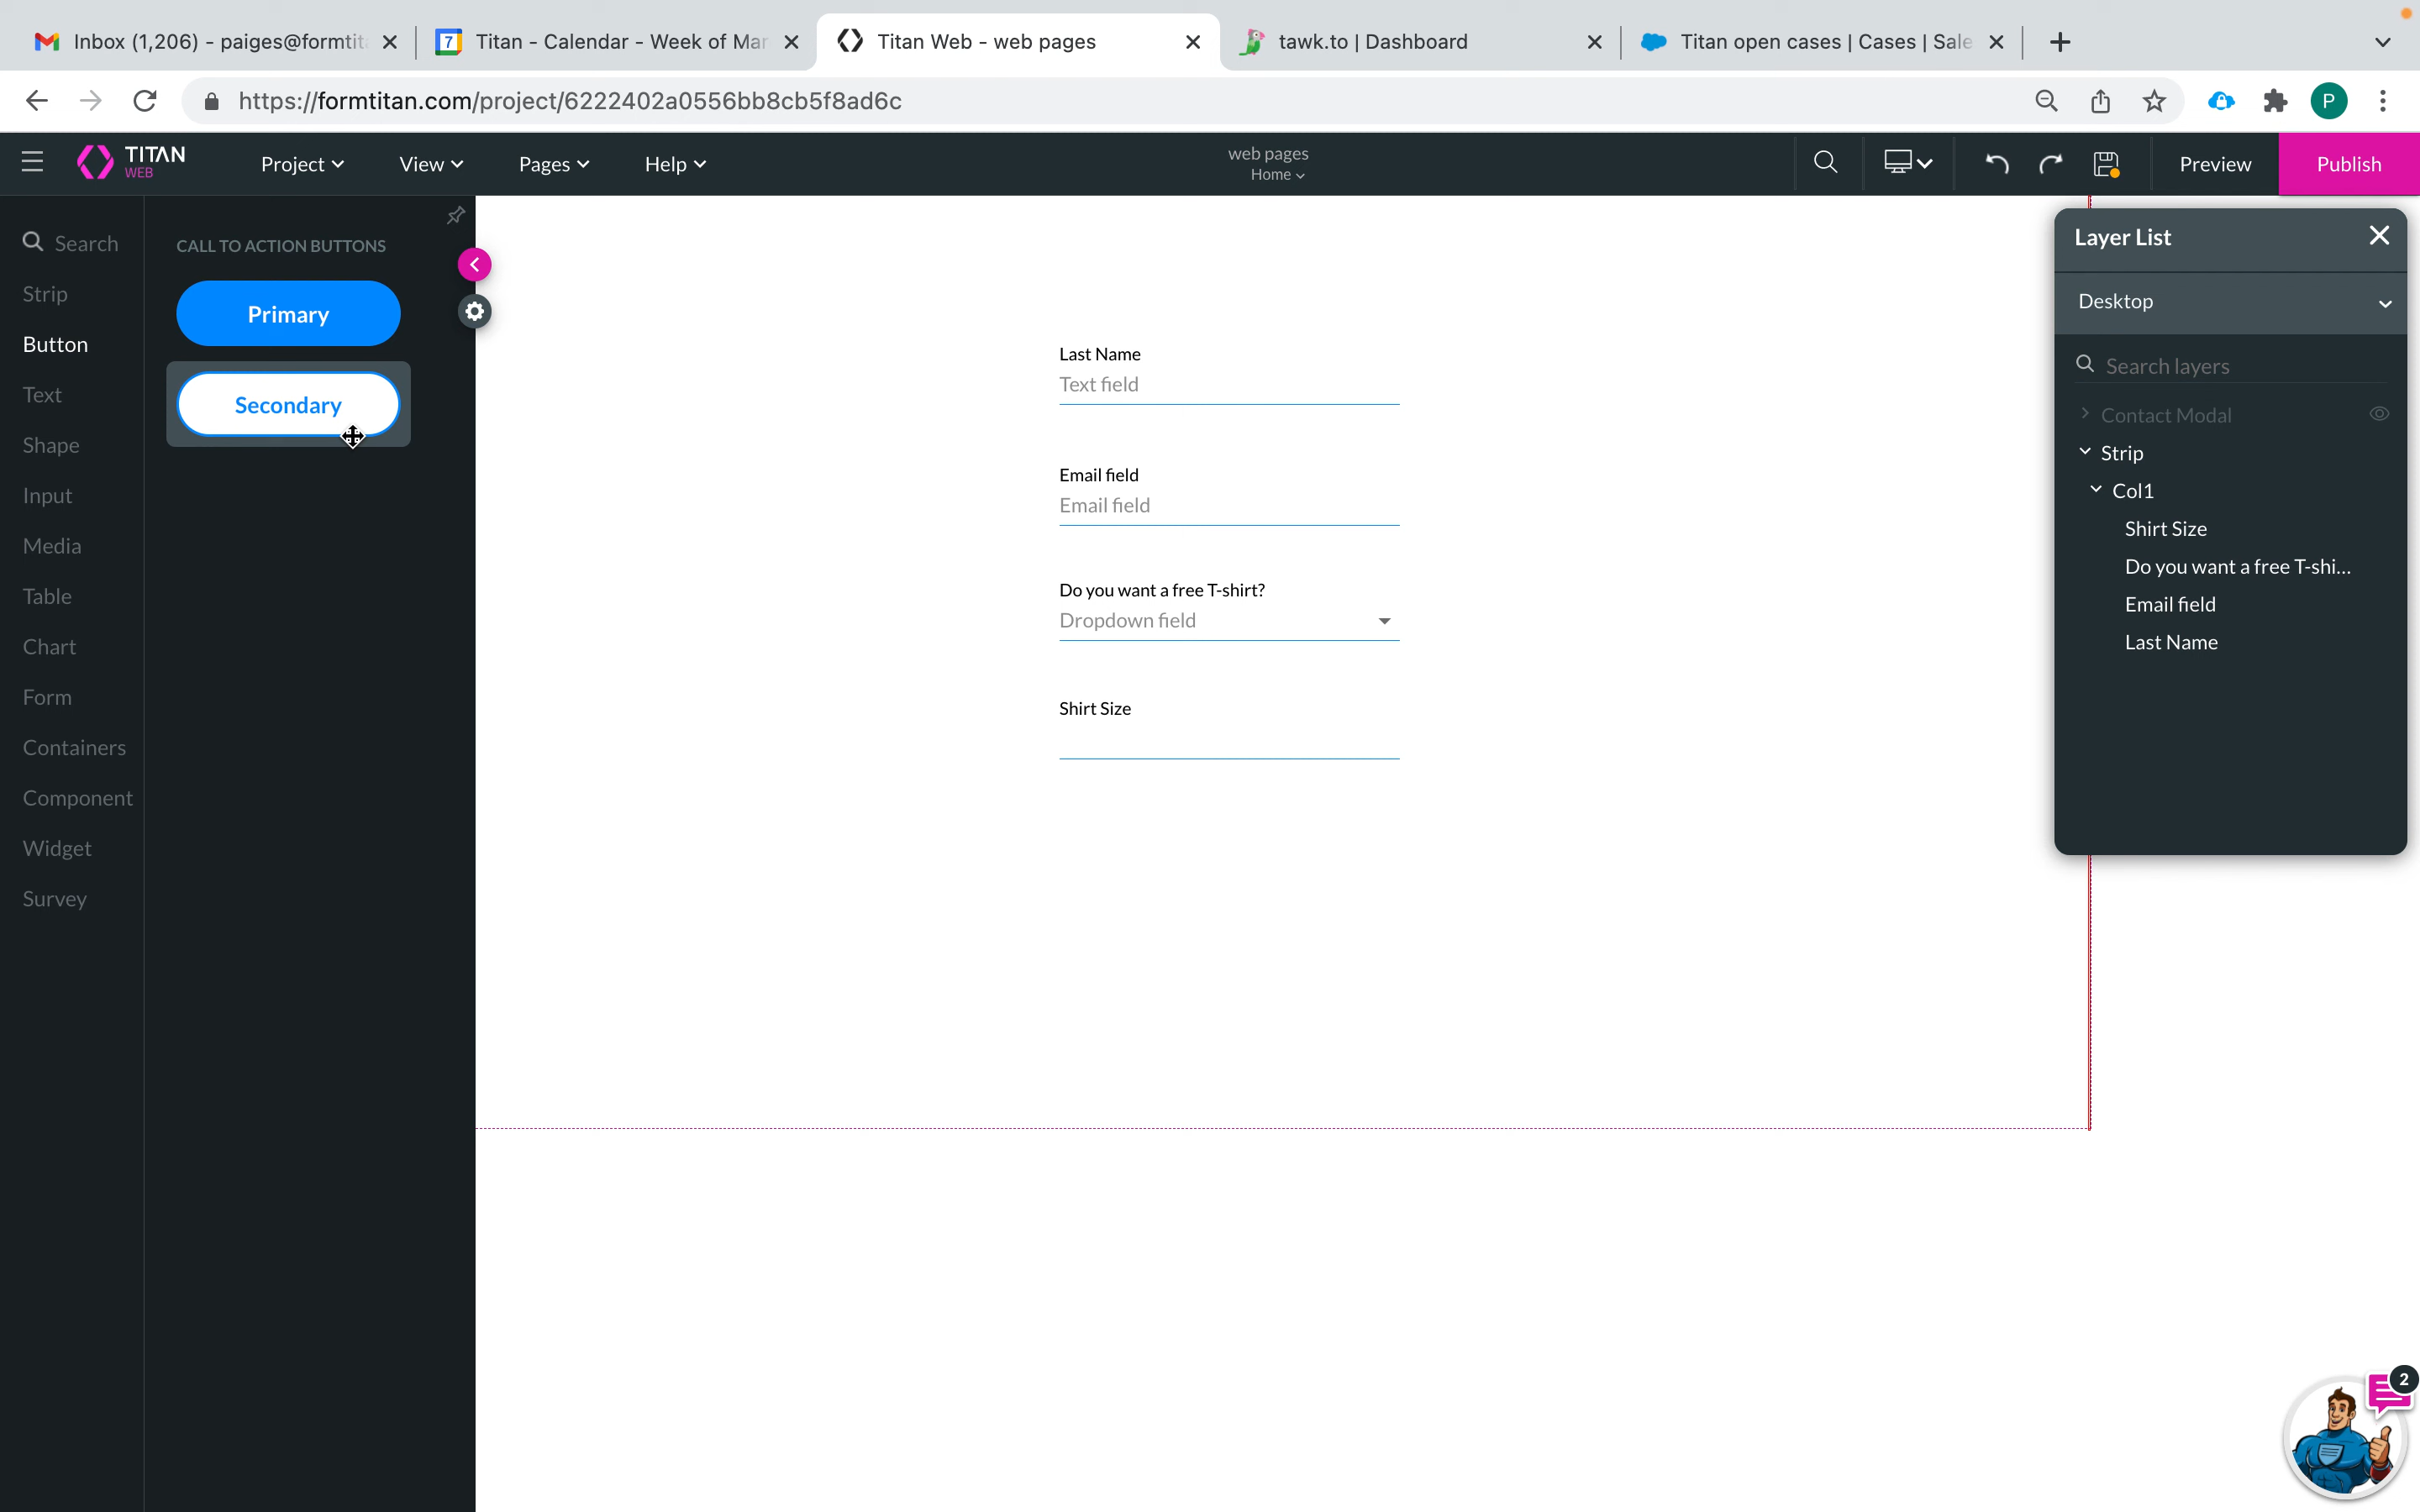 Inbox (1,206) - paiges@formtit
7
Titan - Calendar - Week of Mar
Titan Web - web pages
tawk.to | Dashboard
Titan open cases | Cases | Sale
https://formtitan.com/project/6222402a0556bb8cb5f8ad6c
P
TITAN
WEB
Project
View
Pages
Help
web pages
Home
Preview
Publish
Search
Strip
Button
Text
Shape
Input
Media
Table
Chart
Form
Containers
Component
Widget
Survey
CALL TO ACTION BUTTONS
Primary
Secondary
Last Name
Text field
Email field
Email field
Do you want a free T-shirt?
Dropdown field
Shirt Size
Layer List
Desktop
Search layers
Contact Modal
Strip
Col1
Shirt Size
Do you want a free T-shi...
Email field
Last Name
2